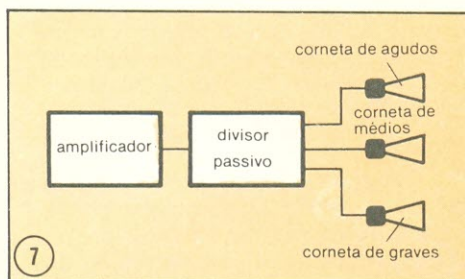 corneta de agudos
amplificador
divisor
passivo
corneta de
médios
corneta de graves
7